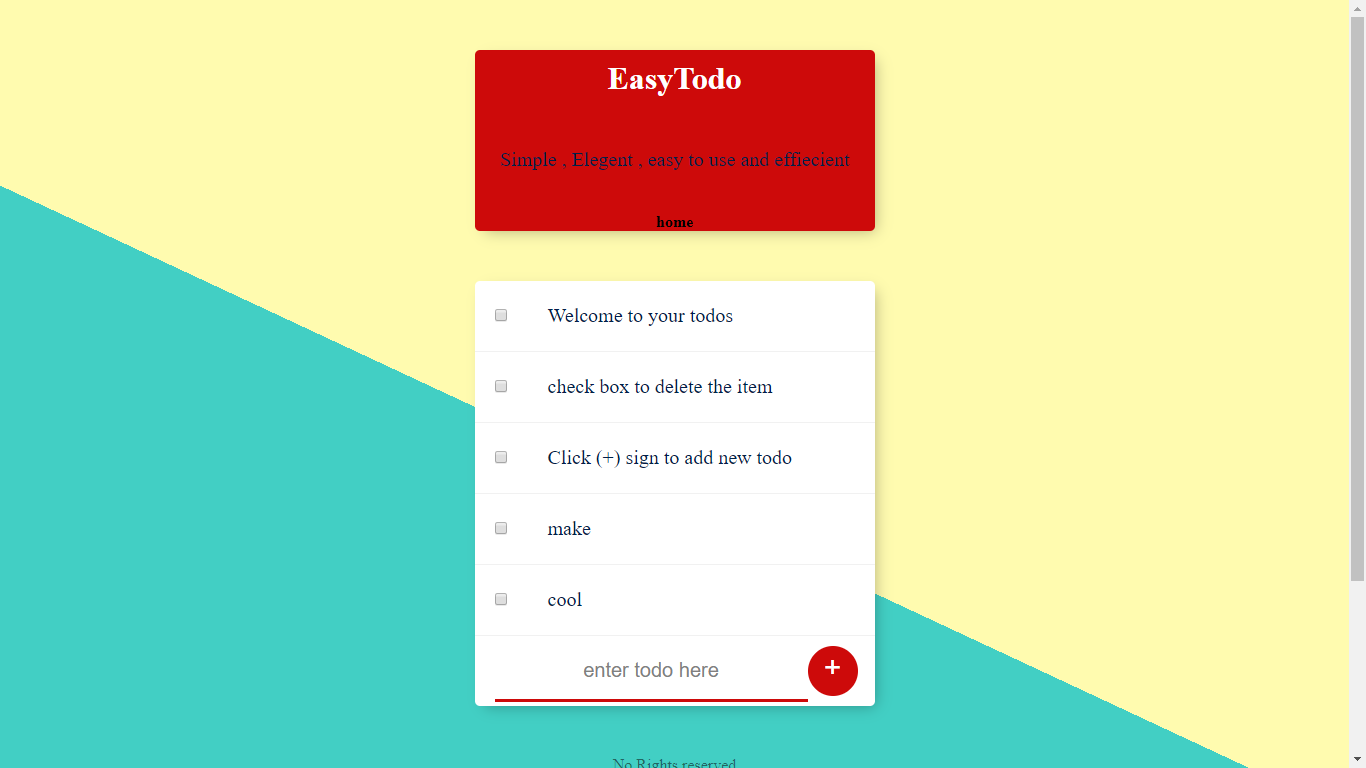 EasyTodo
Simple , Elegent , easy to use and effiecient
home
Welcome to your todos
check box to delete the item
Click (+) sign to add new todo
make
cool
enter todo here
+
No Rights reserved